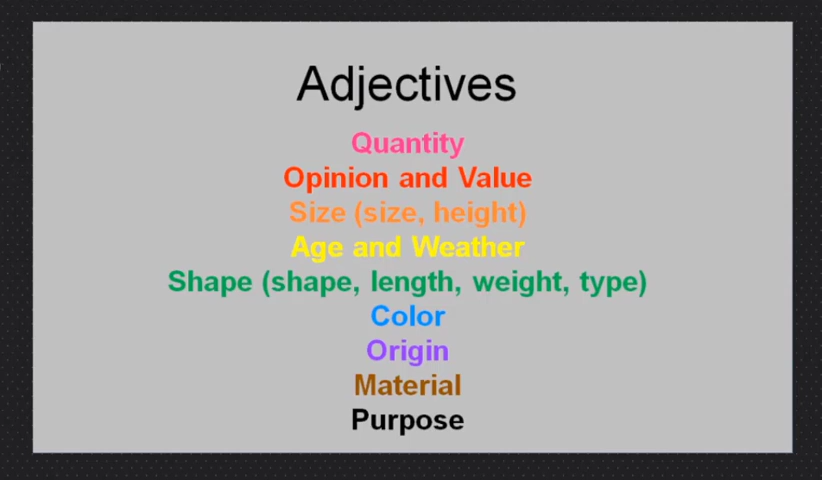 Adjectives
Quantity
Opinion and Value
Size (size, height)
Age and Weather
Shape (shape, length, weight, type)
Color
Origin
Material
Purpose